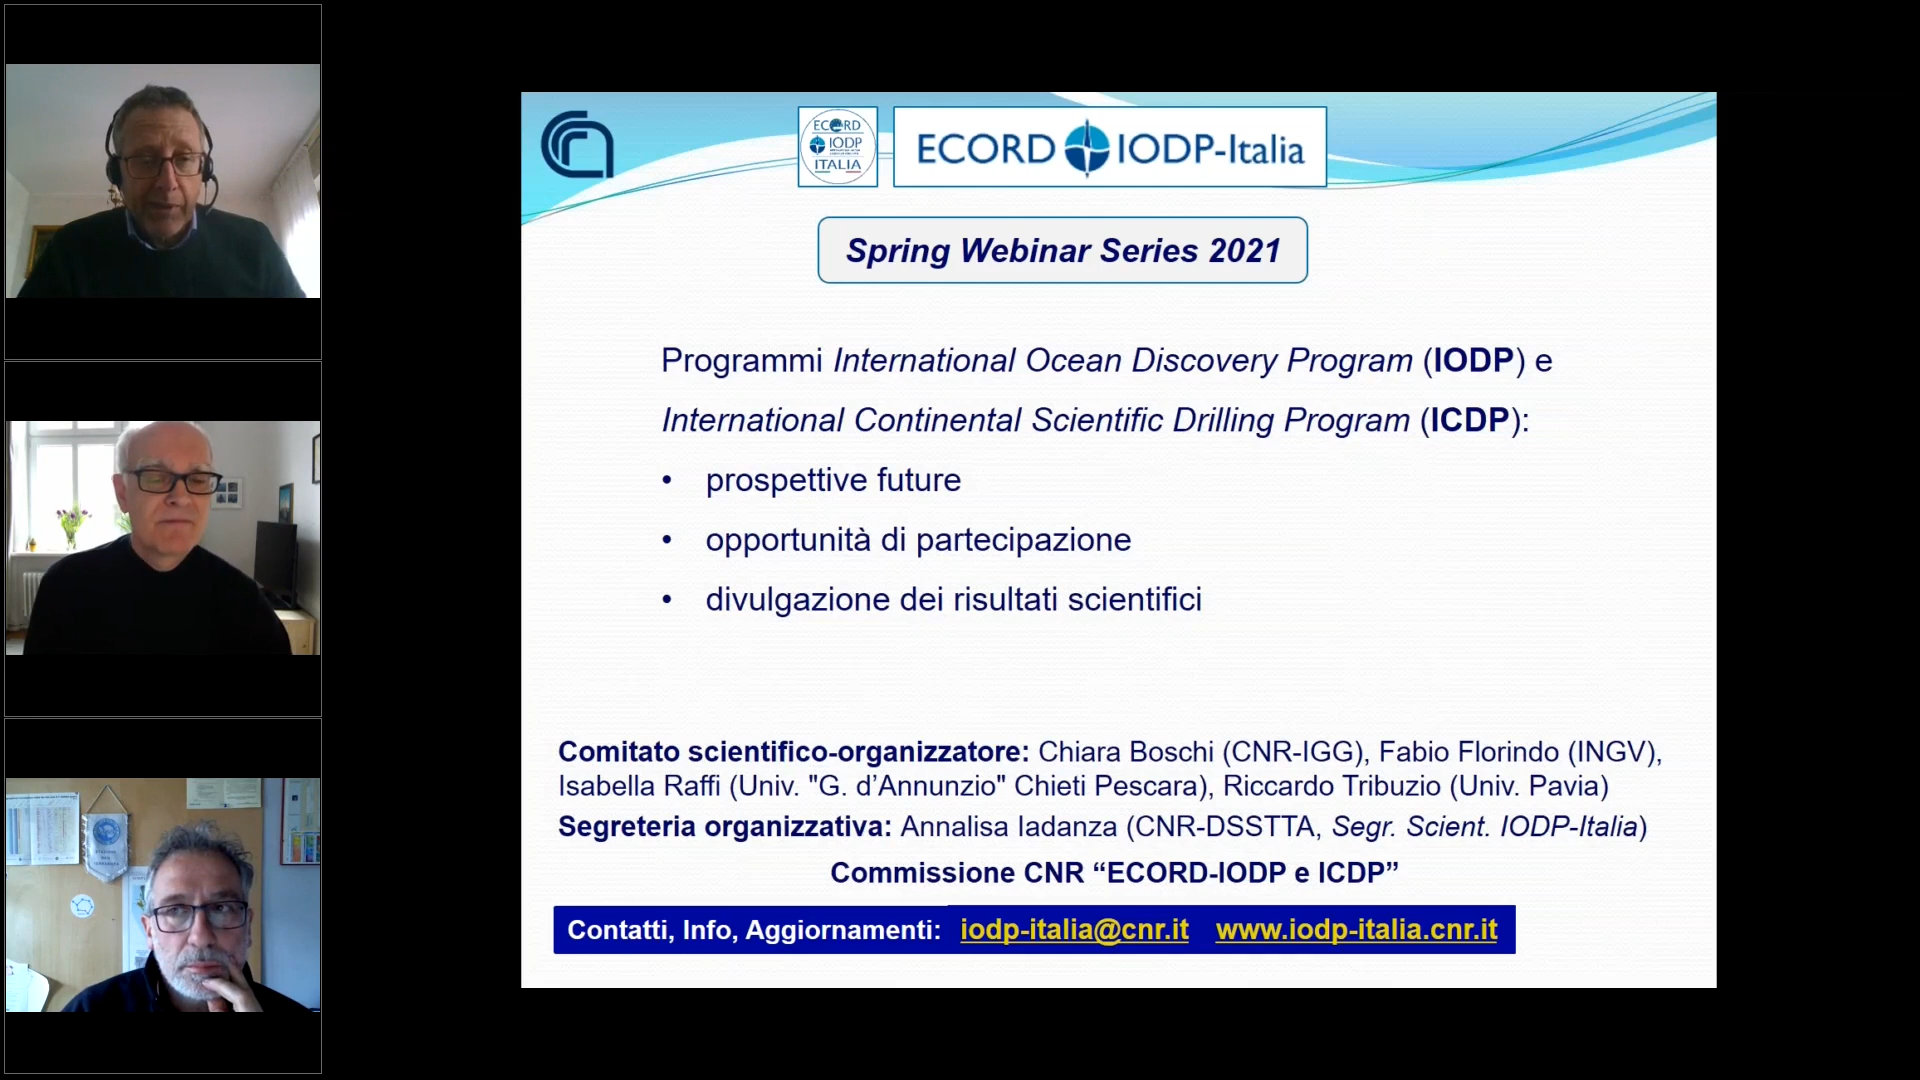 ECORD
IODP
ITALIA
ECORD IODP-Italia
Spring Webinar Series 2021
Programmi International Ocean Discovery Program (IODP) e
International Continental Scientific Drilling Program (ICDP):
• prospettive future
• opportunità di partecipazione
• divulgazione dei risultati scientifici
Comitato scientifico-organizzatore: Chiara Boschi (CNR-IGG), Fabio Florindo (INGV),
Isabella Raffi (Univ. "G. d’Annunzio" Chieti Pescara), Riccardo Tribuzio (Univ. Pavia)
Segreteria organizzativa: Annalisa Iadanza (CNR-DSSTTA, Segr. Scient. IODP-Italia)
Commissione CNR “ECORD-IODP e ICDP”
Contatti, Info, Aggiornamenti: iodp-italia@cnr.it www.iodp-italia.cnr.it